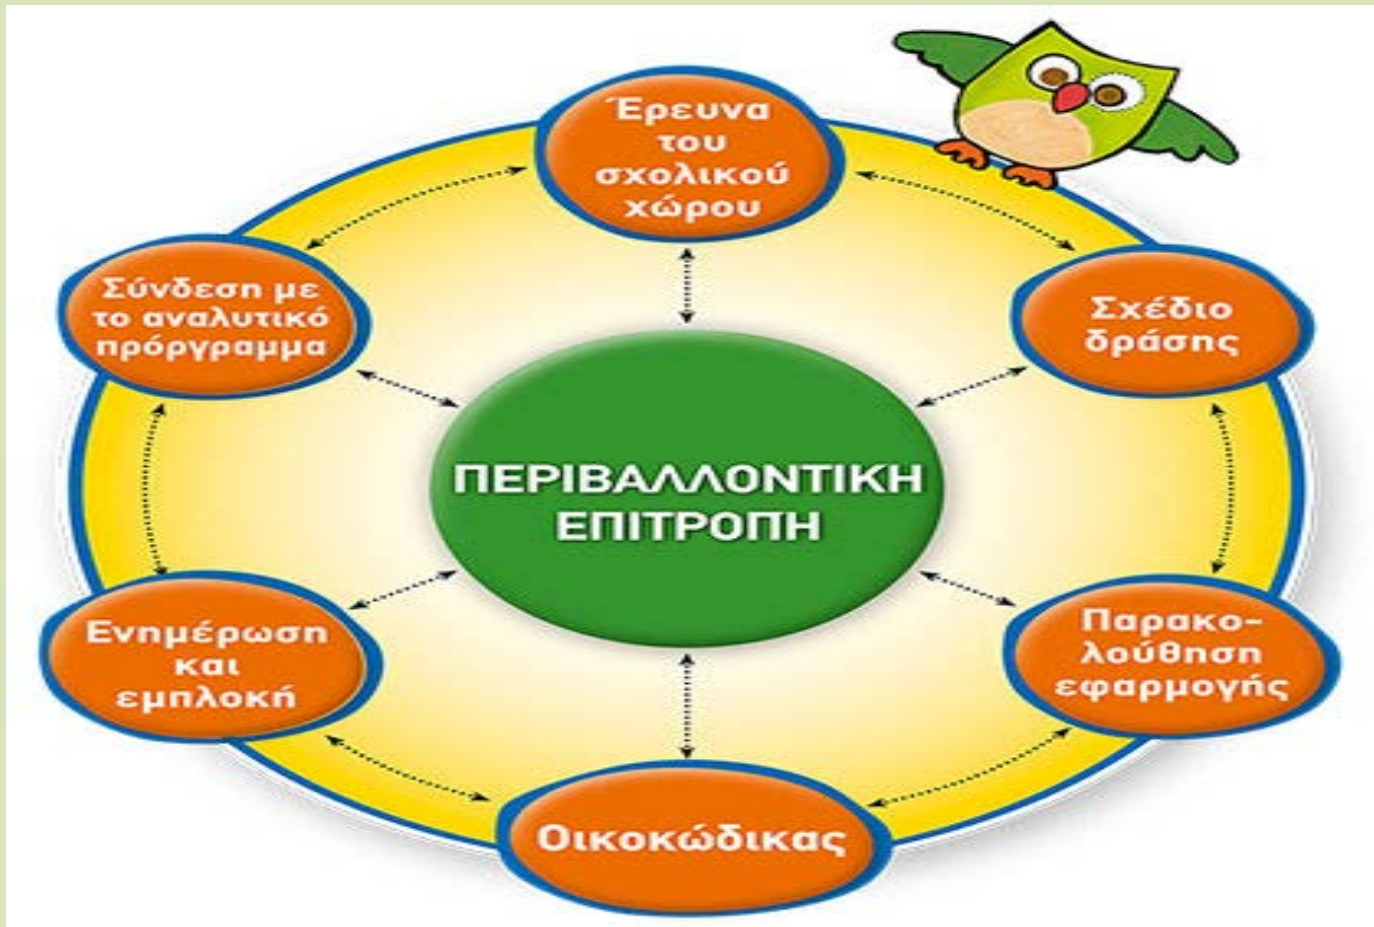 Έρευνα
του
σχολικού
χώρου
Σχέδιο
δράσης
Παρακο-
λούθηση
εφαρμογής
Οικοκώδικας
Ενημέρωση
και
εμπλοκή
Σύνδεση με
το αναλυτικό
πρόργραμμα
ΠΕΡΙΒΑΛΛΟΝΤΙΚΗ
ΕΠΙΤΡΟΠΗ